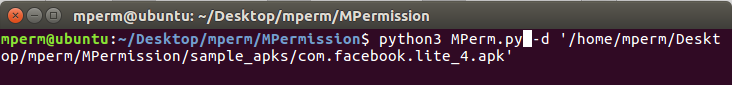 mperm@ubuntu: ~/Desktop/mperm/MPermission
mperm@ubuntu:~/Desktop/mperm/MPermission$ python3 MPerm.py -d '/home/mperm/Deskt
op/mperm/MPermission/sample_apks/com.facebook.lite_4.apk'